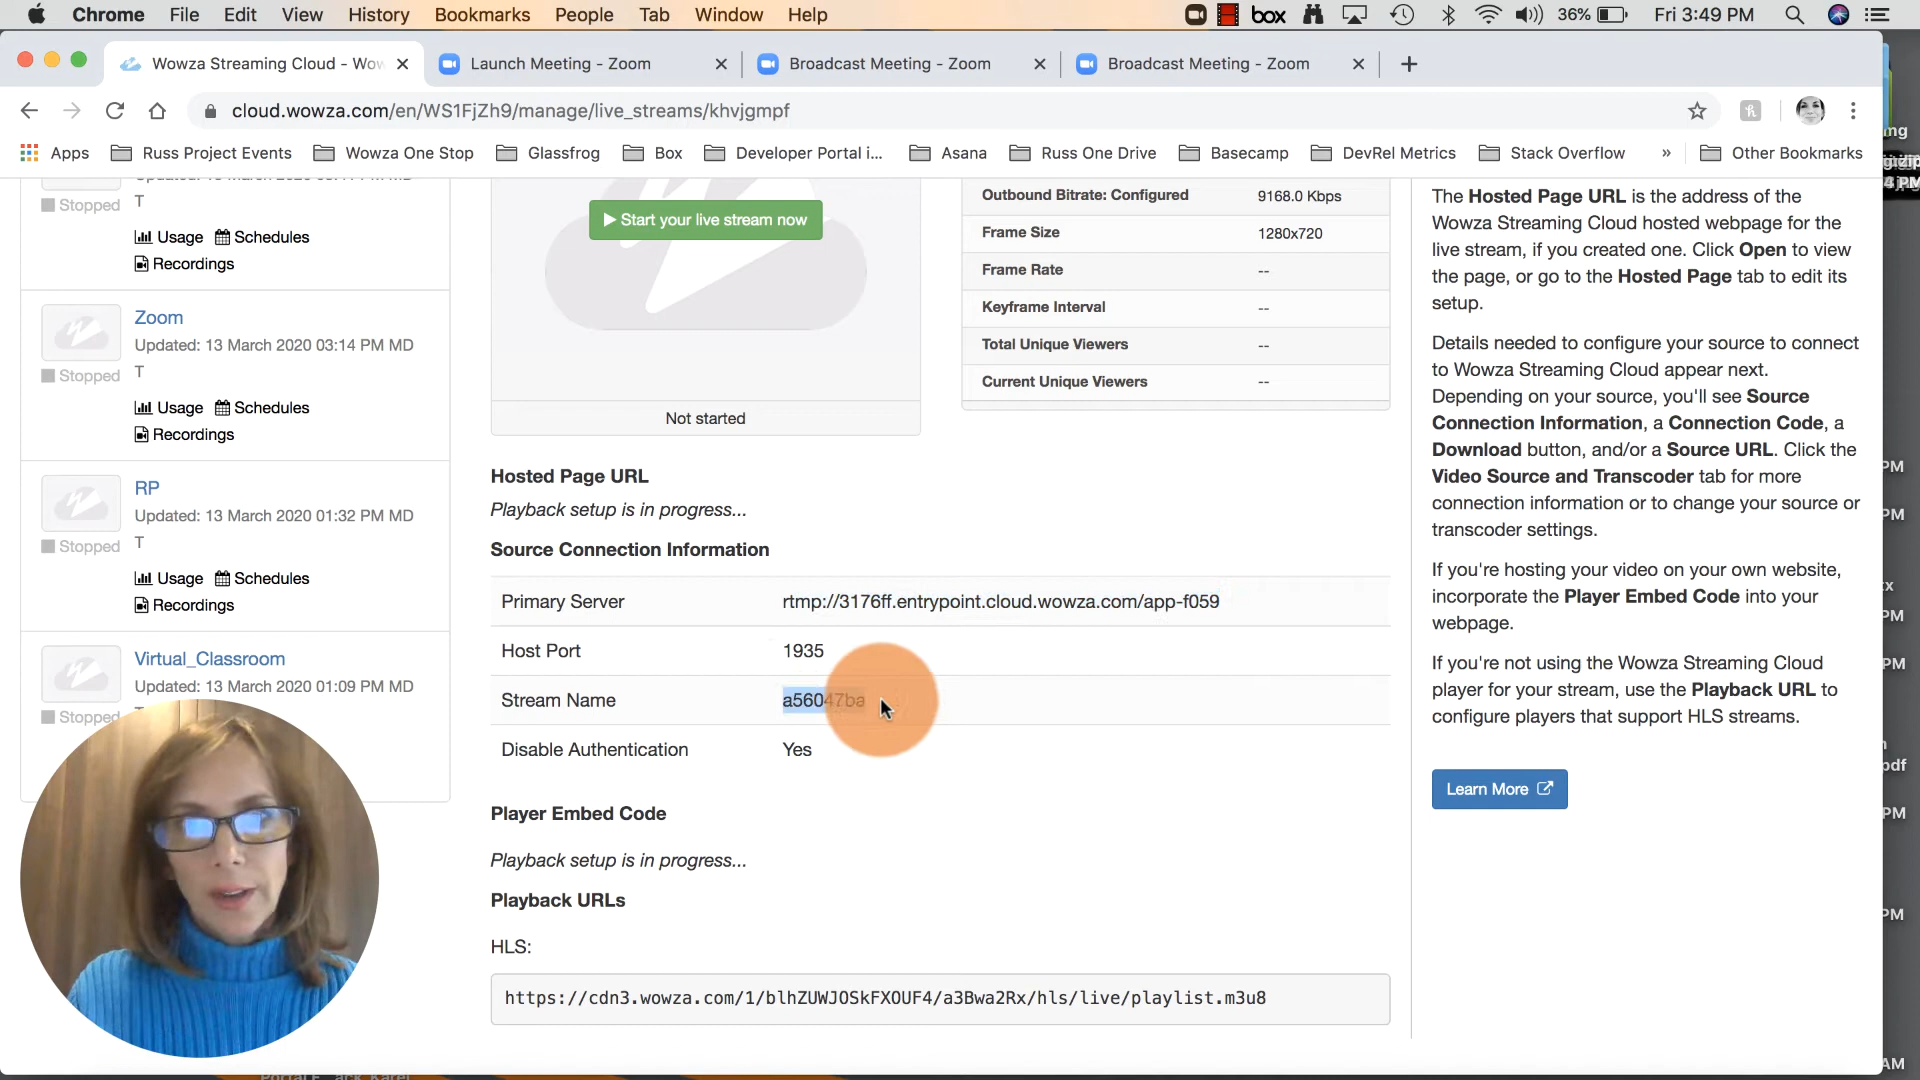 Chrome File Edit View History Bookmarks People Tab Window Help box 36% Fri 3:49 PM
Wowza Streaming Cloud - Wow Launch Meeting - Zoom Broadcast Meeting - Zoom Broadcast Meeting - Zoom
cloud.wowza.com/en/WS1FjZh9/manage/live_streams/khvjgmpf
Apps Russ Project Events Wowza One Stop Glassfrog Box Developer Portal i... Asana Russ One Drive Basecamp DevRel Metrics Stack Overflow » Other Bookmarks
Stopped T
Usage Schedules
Recordings
Zoom
Updated: 13 March 2020 03:14 PM MD
T
Stopped
Usage Schedules
Recordings
RP
Updated: 13 March 2020 01:32 PM MD
T
Stopped
Usage Schedules
Recordings
Virtual_Classroom
Updated: 13 March 2020 01:09 PM MD
Stopped
Start your live stream now
Not started
Outbound Bitrate: Configured 9168.0 Kbps
Frame Size 1280x720
Frame Rate --
Keyframe Interval --
Total Unique Viewers --
Current Unique Viewers --
Hosted Page URL
Playback setup is in progress...
Source Connection Information
Primary Server rtmp://3176ff.entrypoint.cloud.wowza.com/app-f059
Host Port 1935
Stream Name a56047ba
Disable Authentication Yes
Player Embed Code
Playback setup is in progress...
Playback URLs
HLS:
https://cdn3.wowza.com/1/blhZUWJOSkFXOUF4/a3Bwa2Rx/hls/live/playlist.m3u8
The Hosted Page URL is the address of the
Wowza Streaming Cloud hosted webpage for the
live stream, if you created one. Click Open to view
the page, or go to the Hosted Page tab to edit its
setup.
Details needed to configure your source to connect
to Wowza Streaming Cloud appear next.
Depending on your source, you'll see Source
Connection Information, a Connection Code, a
Download button, and/or a Source URL. Click the
Video Source and Transcoder tab for more
connection information or to change your source or
transcoder settings.
If you're hosting your video on your own website,
incorporate the Player Embed Code into your
webpage.
If you're not using the Wowza Streaming Cloud
player for your stream, use the Playback URL to
configure players that support HLS streams.
Learn More